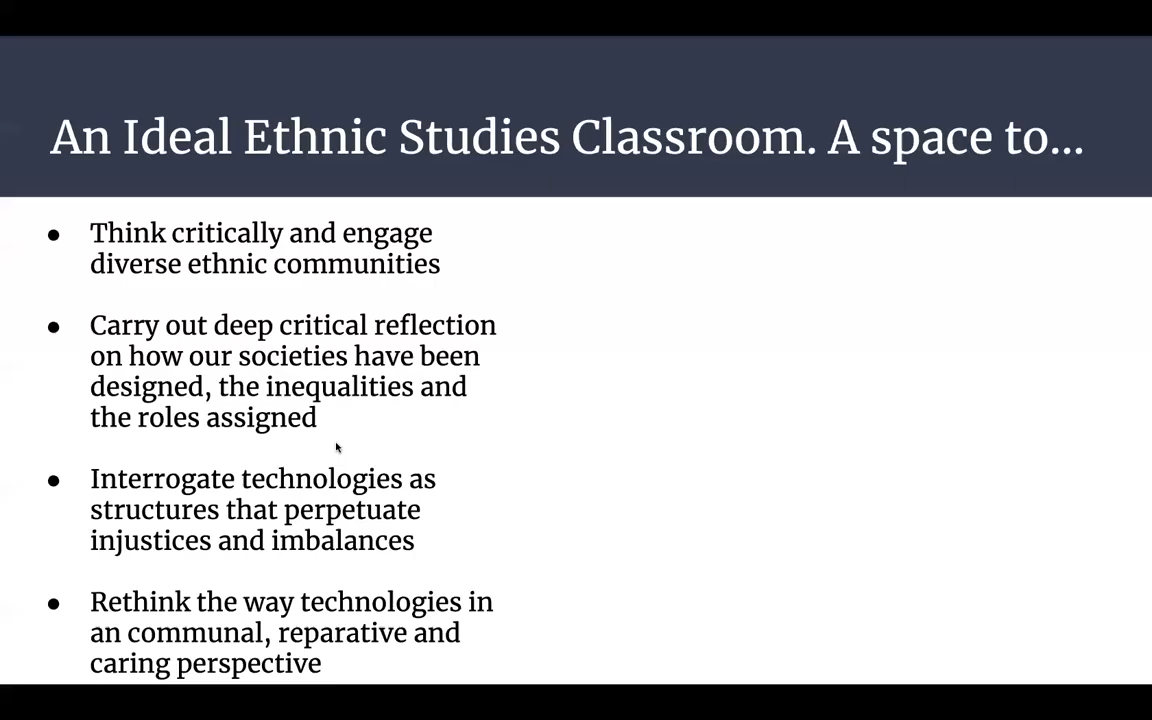 An Ideal Ethnic Studies Classroom. A space to...
● Think critically and engage
diverse ethnic communities
● Carry out deep critical reflection
on how our societies have been
designed, the inequalities and
the roles assigned
● Interrogate technologies as
structures that perpetuate
injustices and imbalances
● Rethink the way technologies in
an communal, reparative and
caring perspective